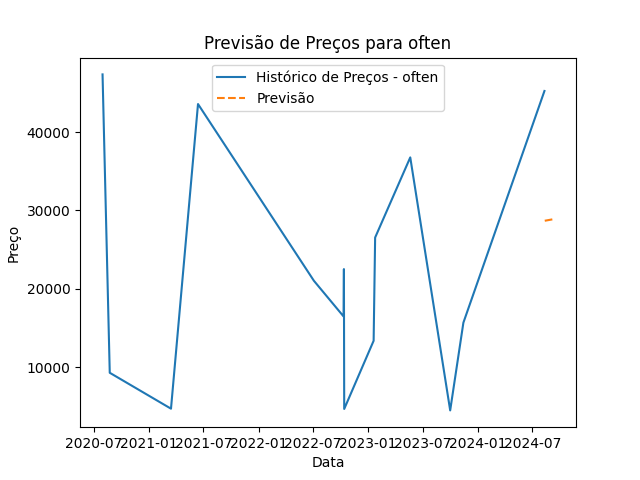 Previsão de Preços para often
Histórico de Preços - often
Previsão
Preço
40000
30000
20000
10000
2020-07 2021-01 2021-07 2022-01 2022-07 2023-01 2023-07 2024-01 2024-07
Data